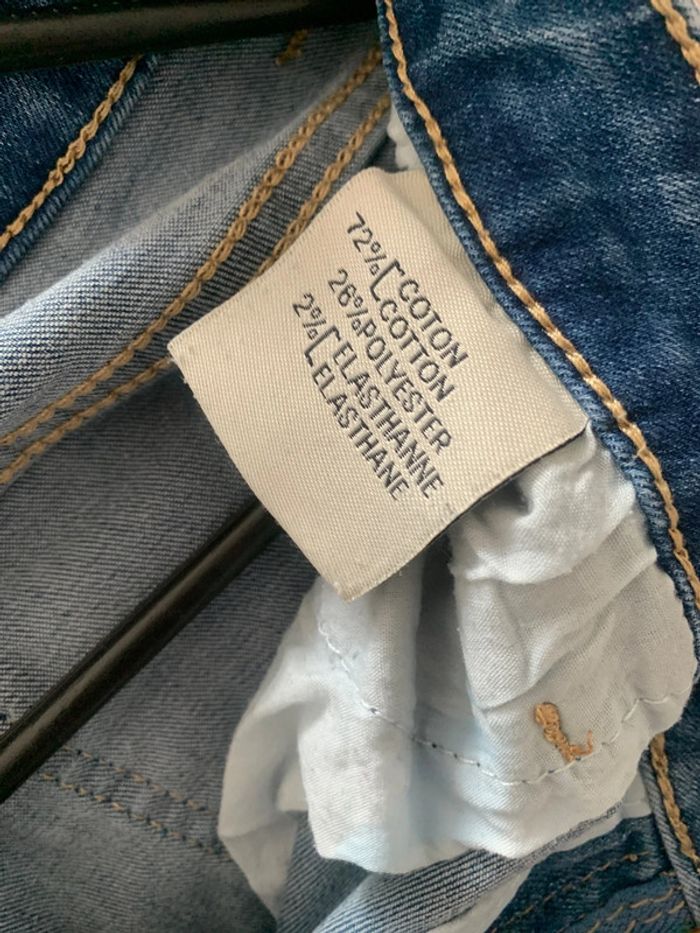 72% COTON
COTTON
26% POLYESTER
2% ELASTHANNE
ELASTHANE